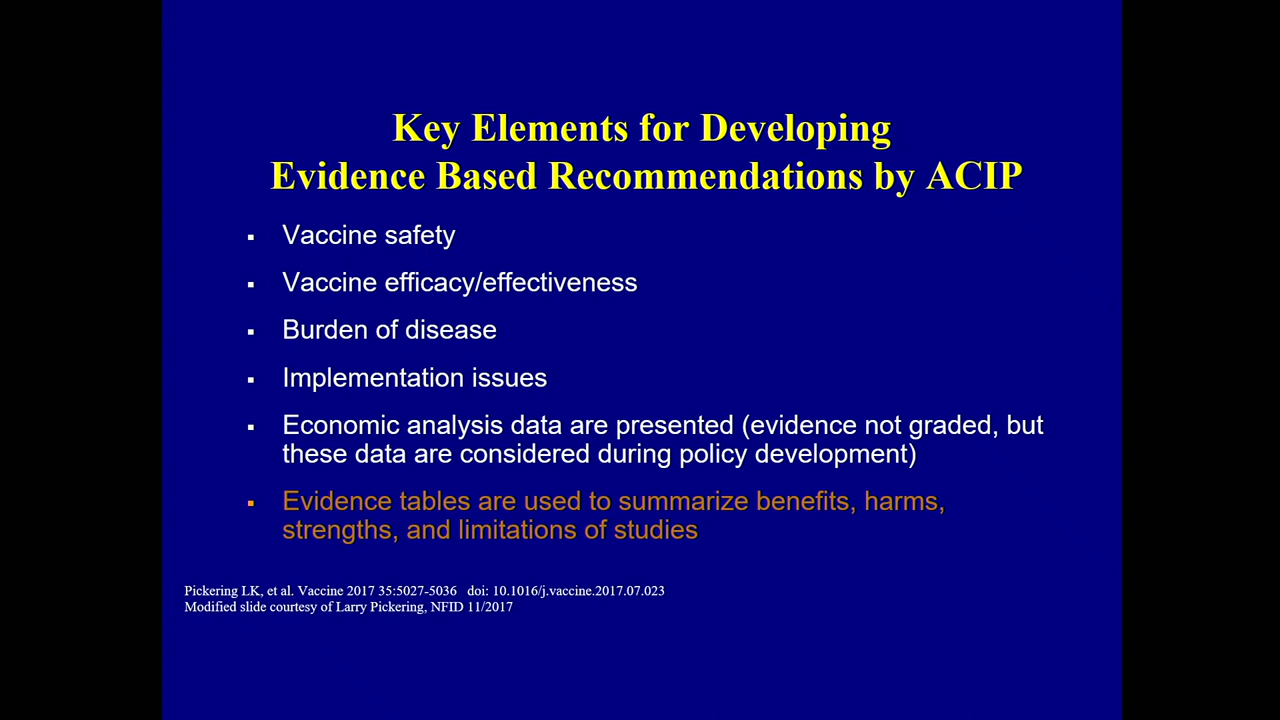 Key Elements for Developing
Evidence Based Recommendations by ACIP
▪ Vaccine safety
▪ Vaccine efficacy/effectiveness
▪ Burden of disease
▪ Implementation issues
▪ Economic analysis data are presented (evidence not graded, but
these data are considered during policy development)
▪ Evidence tables are used to summarize benefits, harms,
strengths, and limitations of studies
Pickering LK, et al. Vaccine 2017 35:5027-5036 doi: 10.1016/j.vaccine.2017.07.023
Modified slide courtesy of Larry Pickering, NFID 11/2017